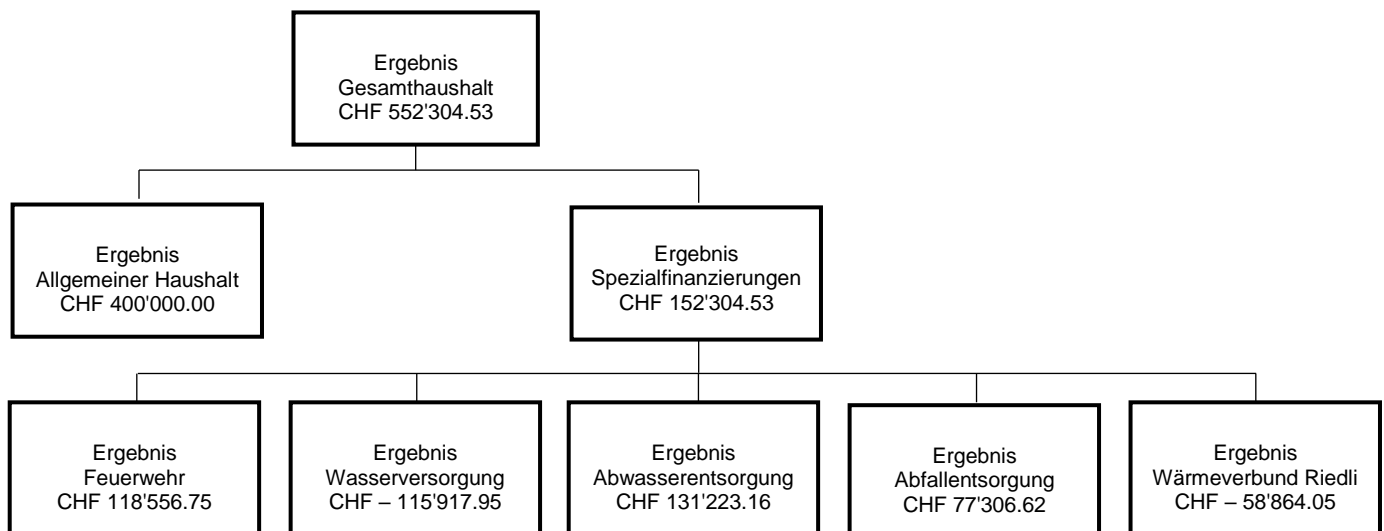 Ergebnis
Gesamthaushalt
CHF 552'304.53
Ergebnis
Allgemeiner Haushalt
CHF 400'000.00
Ergebnis
Spezialfinanzierungen
CHF 152'304.53
Ergebnis
Feuerwehr
CHF 118'556.75
Ergebnis
Wasserversorgung
CHF – 115'917.95
Ergebnis
Abwasserentsorgung
CHF 131'223.16
Ergebnis
Abfallentsorgung
CHF 77'306.62
Ergebnis
Wärmeverbund Riedli
CHF – 58'864.05